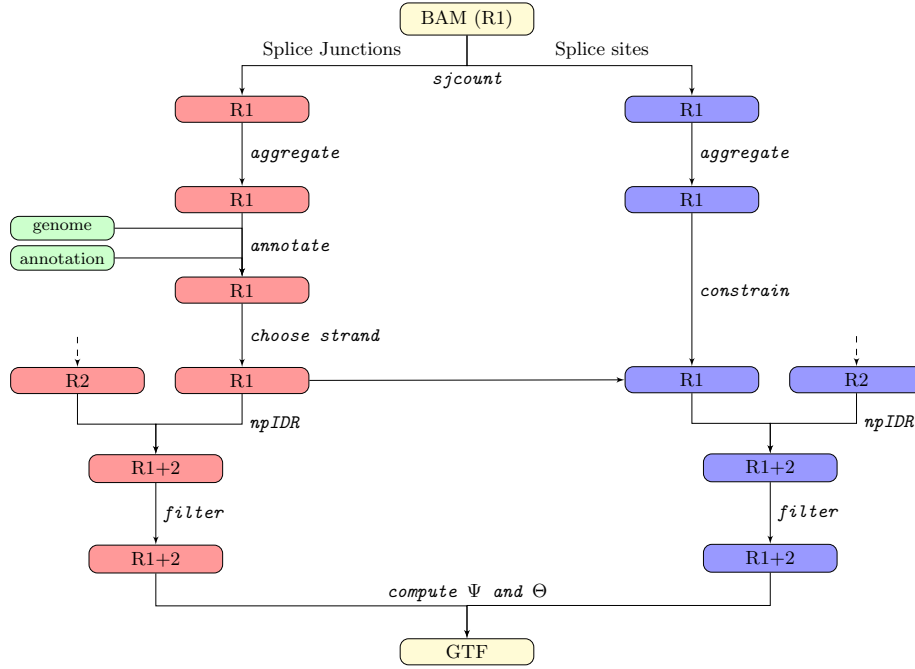 BAM (R1)
Splice Junctions
Splice sites
sjcount
R1
R1
aggregate
aggregate
R1
R1
genome
annotate
annotation
R1
constrain
choose strand
R2
R1
R1
R2
npIDR
npIDR
R1+2
R1+2
filter
filter
R1+2
R1+2
compute Ψ and Θ
GTF